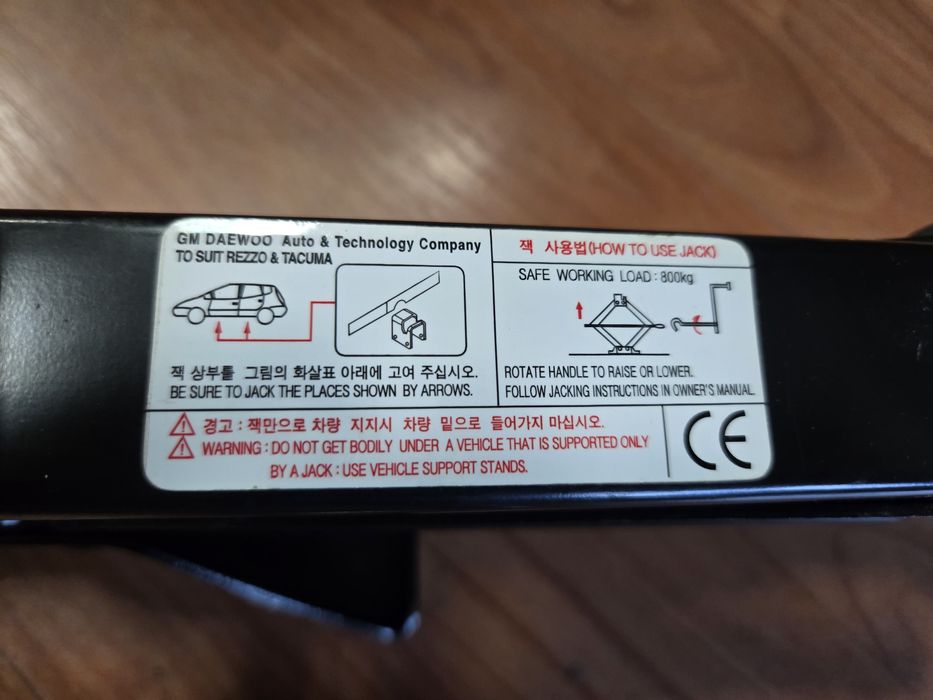 GM DAEWOO Auto & Technology Company
TO SUIT REZZO & TACUMA
잭 상부를 그림의 화살표 아래에 고여 주십시오.
BE SURE TO JACK THE PLACES SHOWN BY ARROWS.
잭 사용법(HOW TO USE JACK)
SAFE WORKING LOAD : 800kg
ROTATE HANDLE TO RAISE OR LOWER.
FOLLOW JACKING INSTRUCTIONS IN OWNER'S MANUAL.
경고 : 잭만으로 차량 지지시 차량 밑으로 들어가지 마십시오.
WARNING : DO NOT GET BODILY UNDER A VEHICLE THAT IS SUPPORTED ONLY
BY A JACK : USE VEHICLE SUPPORT STANDS.
CE